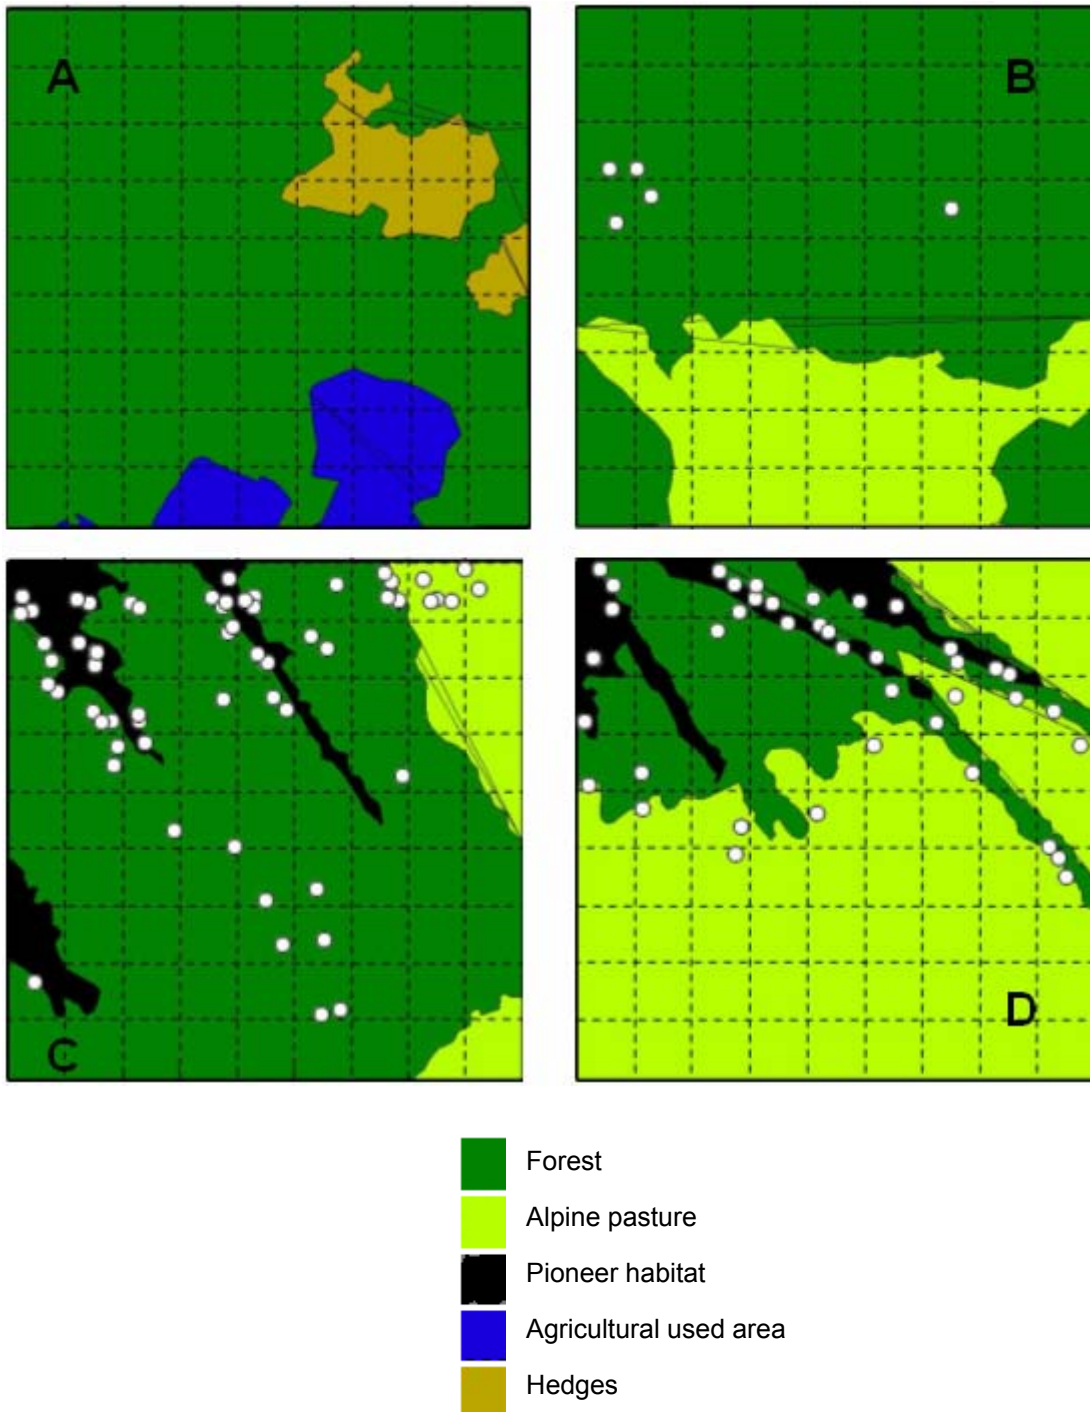 A
B
C
D
Forest
Alpine pasture
Pioneer habitat
Agricultural used area
Hedges